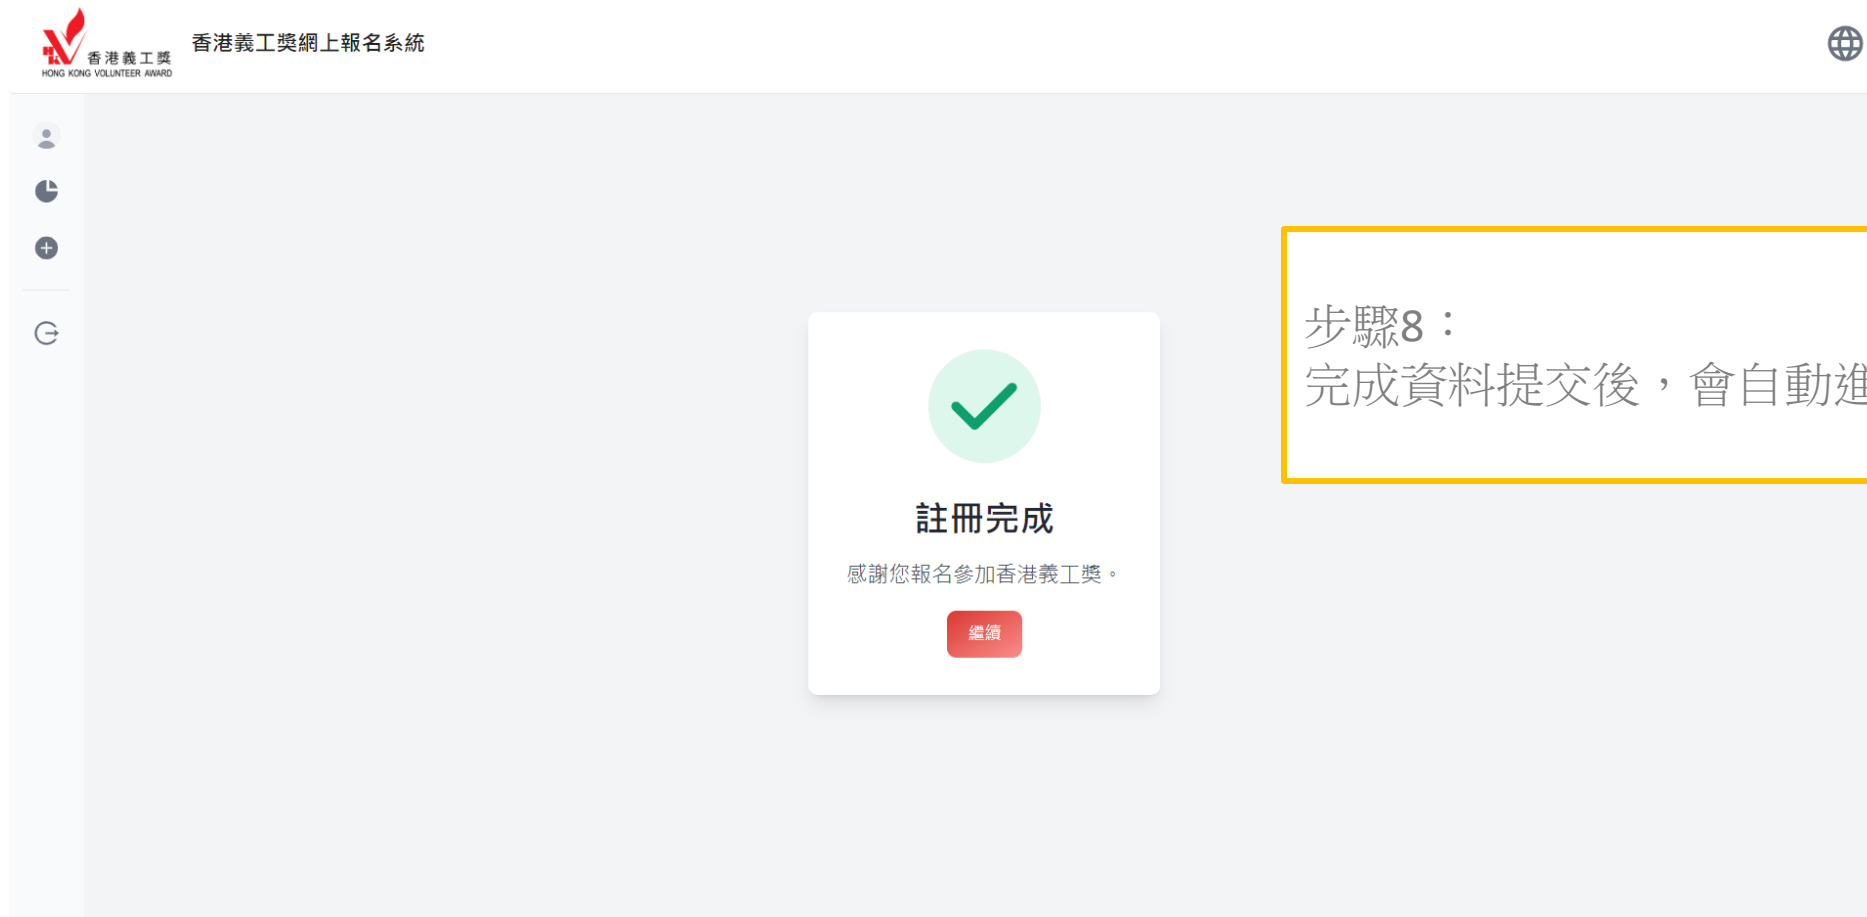 香港義工獎
HONG KONG VOLUNTEER AWARD
香港義工獎網上報名系統
步驟8：
完成資料提交後，會自動進
註冊完成
感謝您報名參加香港義工獎。
繼續